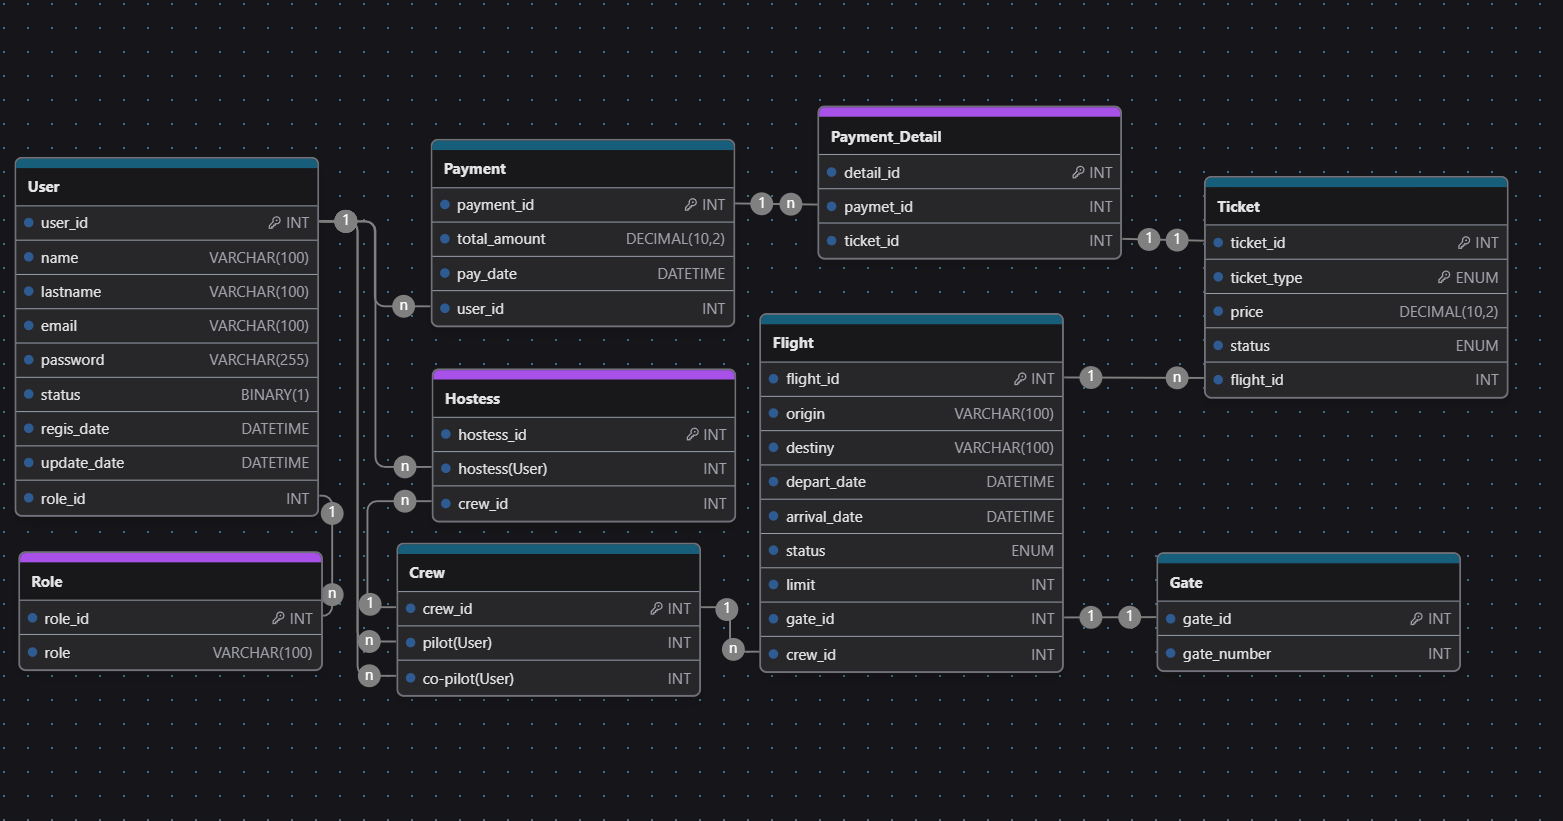 User
user_id INT
name VARCHAR(100)
lastname VARCHAR(100)
email VARCHAR(100)
password VARCHAR(255)
status BINARY(1)
regis_date DATETIME
update_date DATETIME
role_id INT
Role
role_id INT
role VARCHAR(100)
Payment
payment_id INT
total_amount DECIMAL(10,2)
pay_date DATETIME
user_id INT
Hostess
hostess_id INT
hostess(User) INT
crew_id INT
Crew
crew_id INT
pilot(User) INT
co-pilot(User) INT
Payment_Detail
detail_id INT
paymet_id INT
ticket_id INT
Flight
flight_id INT
origin VARCHAR(100)
destiny VARCHAR(100)
depart_date DATETIME
arrival_date DATETIME
status ENUM
limit INT
gate_id INT
crew_id INT
Ticket
ticket_id INT
ticket_type ENUM
price DECIMAL(10,2)
status ENUM
flight_id INT
Gate
gate_id INT
gate_number INT
1
n
n
1
n
n
1
n
n
1
n
1
n
1
1
1
n
1
1